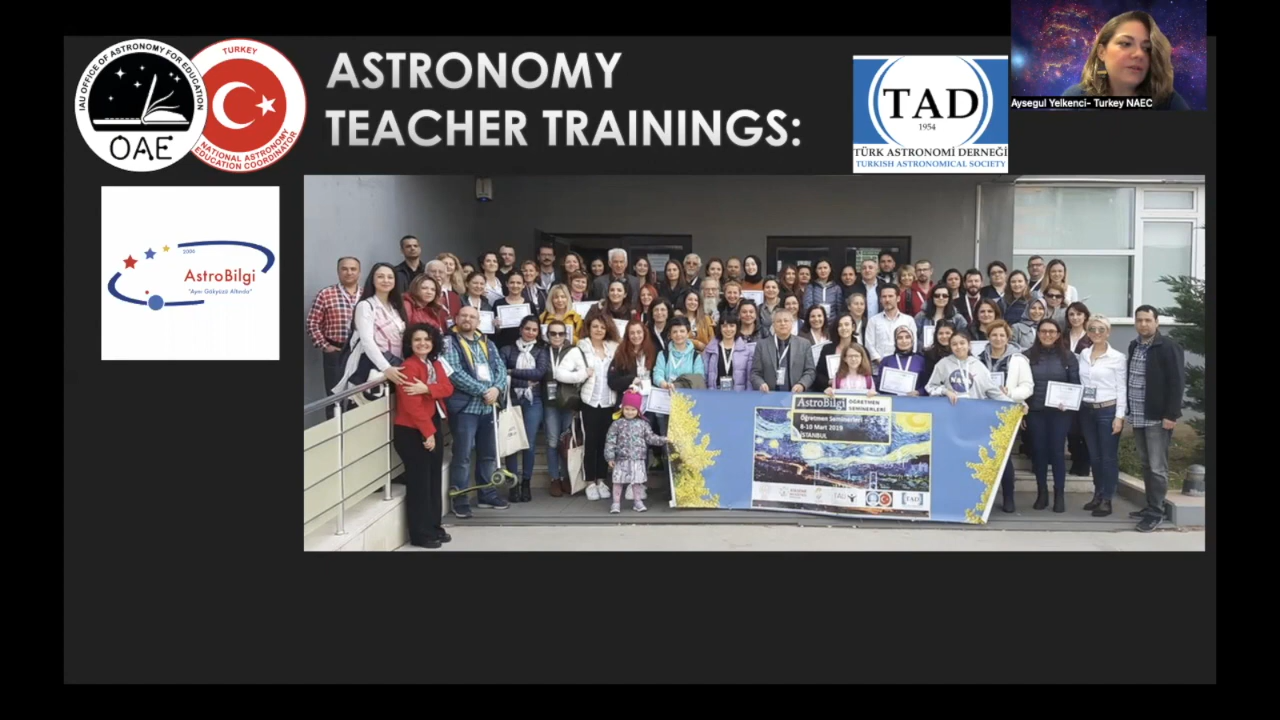 IAU OFFICE OF ASTRONOMY FOR EDUCATION
OAE
TURKEY
NATIONAL ASTRONOMY
EDUCATION COORDINATOR
ASTRONOMY
TEACHER TRAININGS:
TAD
1954
TÜRK ASTRONOMİ DERNEĞİ
TURKISH ASTRONOMICAL SOCIETY
Aysegul Yelkenci- Turkey NAEC
2006
AstroBilgi
"Aynı Gökyüzü Altında"
AstroBilgi ÖĞRETMEN
SEMİNERLERİ
Öğretmen Seminerleri
8-10 Mart 2019
İSTANBUL
TAD